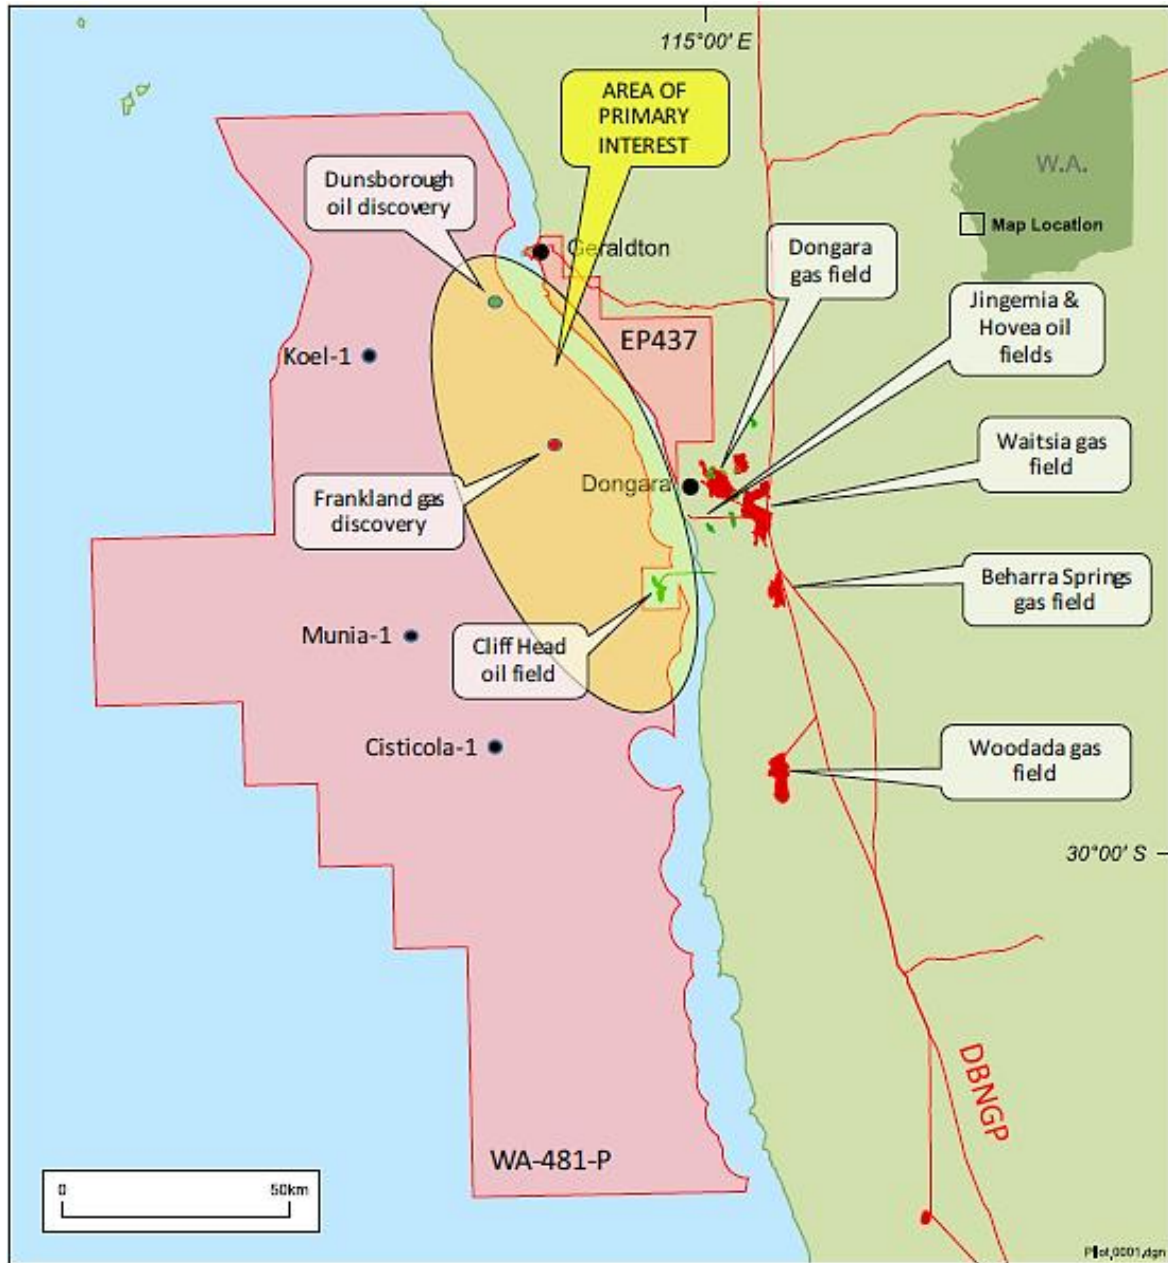 115°00' E
AREA OF
PRIMARY
INTEREST
W.A.
Map Location
Dunsborough
oil discovery
Geraldton
Dongara
gas field
Jingemia &
Hovea oil
fields
EP437
Koel-1
Waitsia gas
field
Frankland gas
discovery
Dongara
Beharra Springs
gas field
Munia-1
Cliff Head
oil field
Cisticola-1
Woodada gas
field
30°00' S
DBNGP
WA-481-P
0 50km
Pilot_0001.dgn